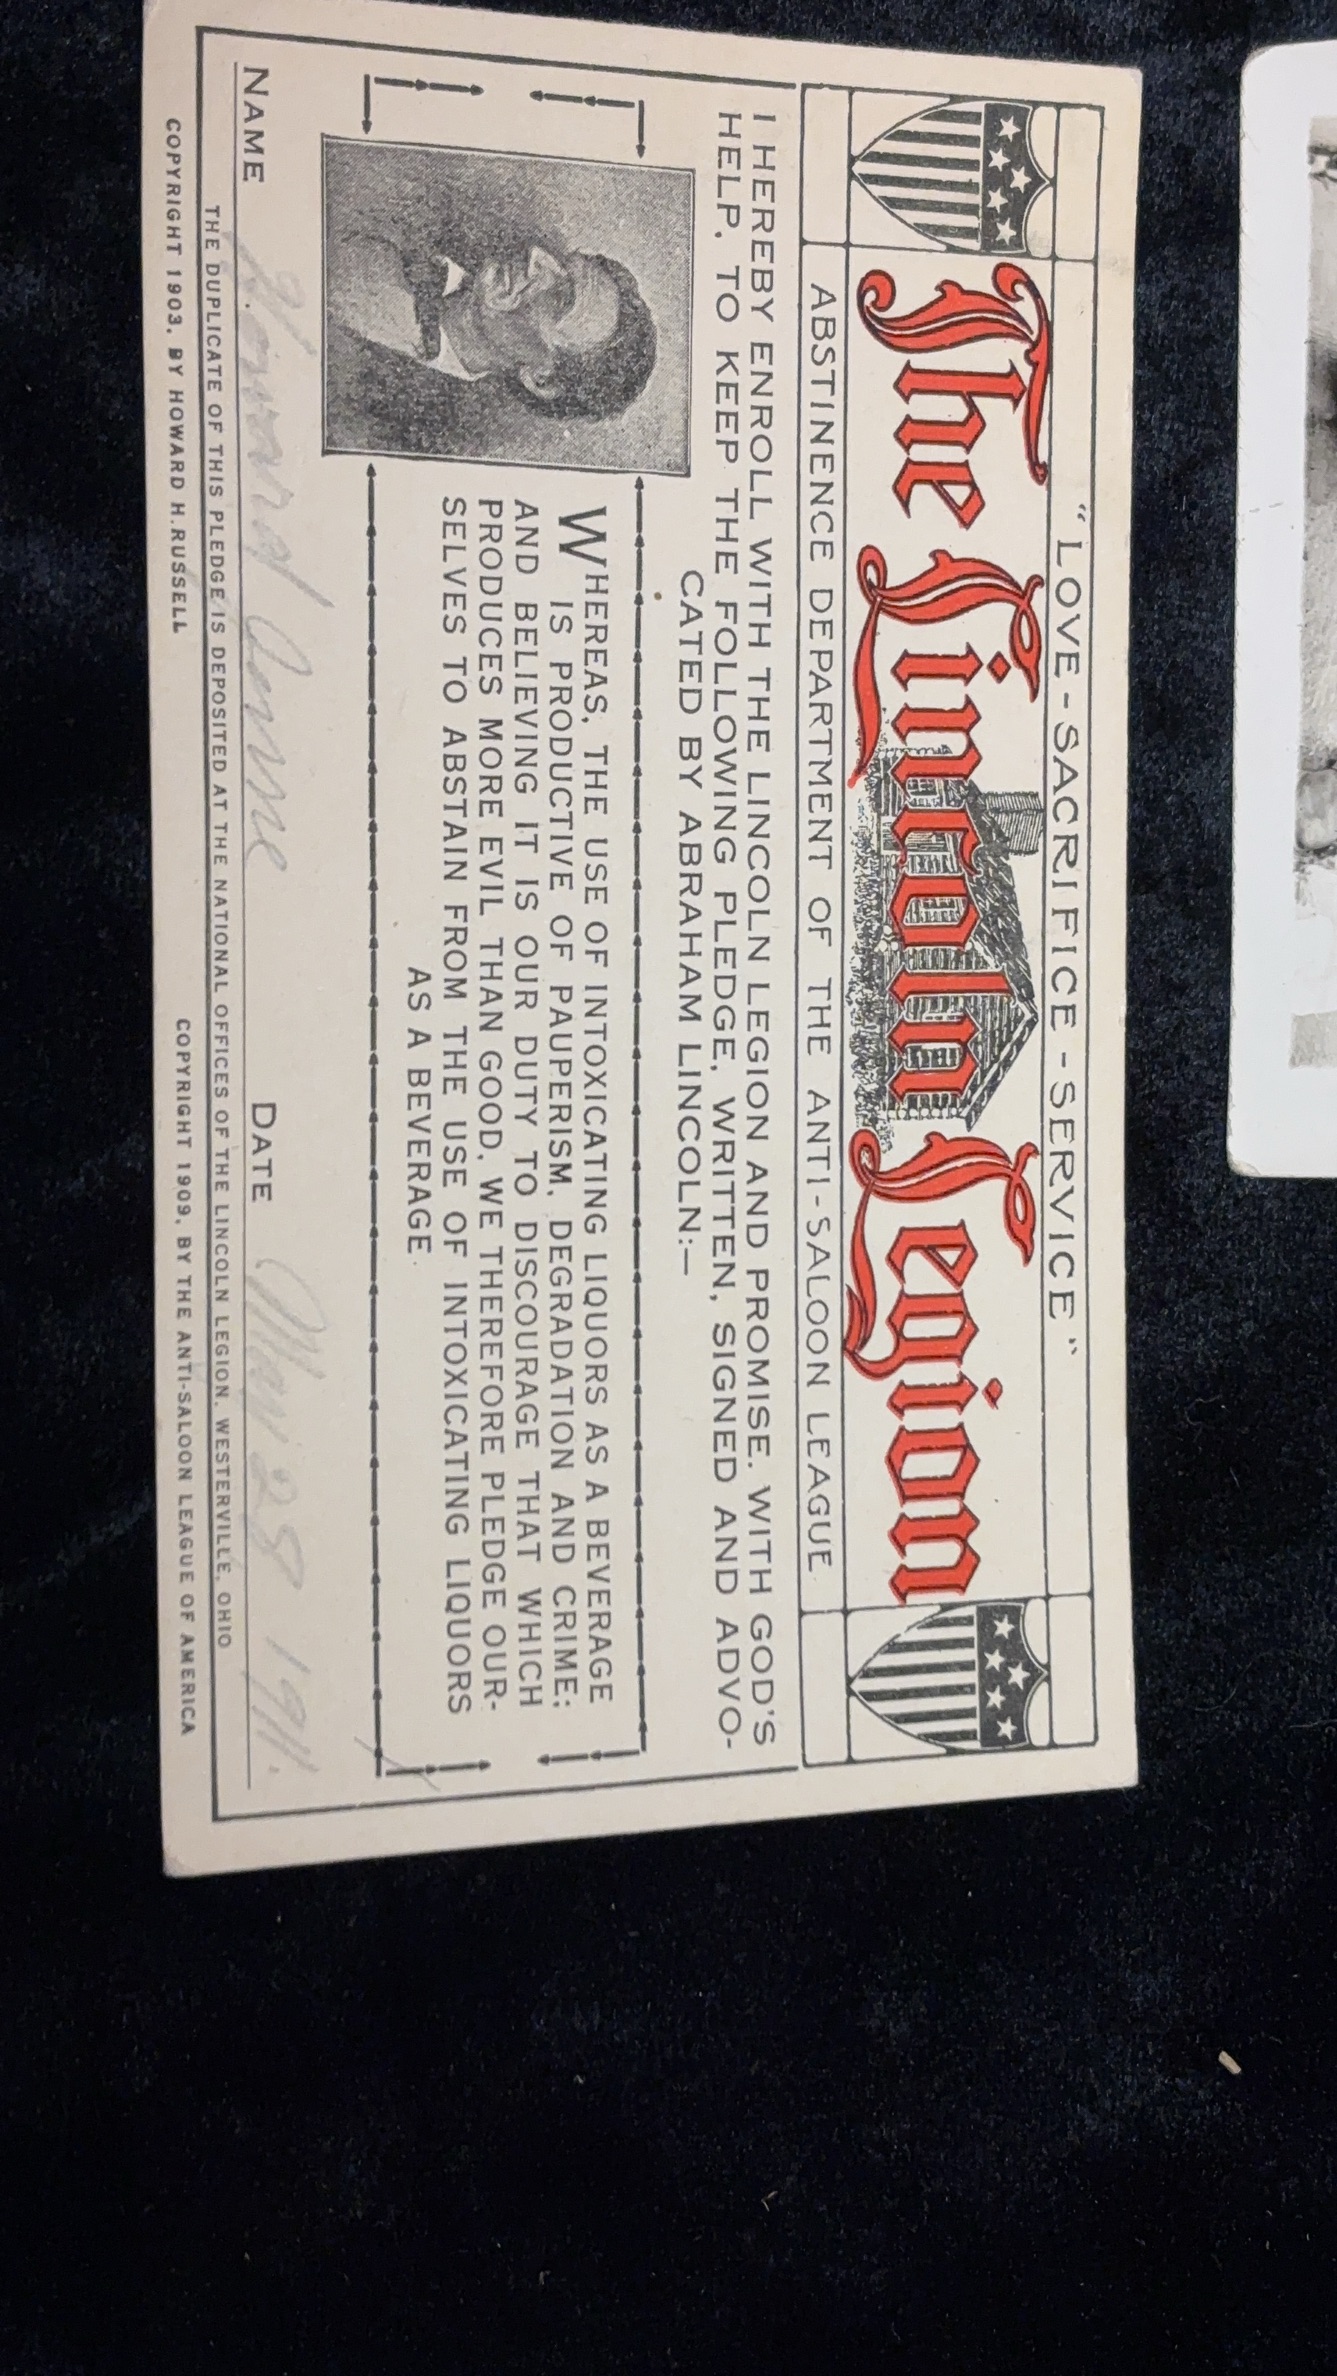 "LOVE-SACRIFICE-SERVICE"
The Lincoln Legion
ABSTINENCE DEPARTMENT OF THE ANTI-SALOON LEAGUE
I HEREBY ENROLL WITH THE LINCOLN LEGION AND PROMISE, WITH GOD'S
HELP, TO KEEP THE FOLLOWING PLEDGE, WRITTEN, SIGNED AND ADVO-
CATED BY ABRAHAM LINCOLN:—
WHEREAS, THE USE OF INTOXICATING LIQUORS AS A BEVERAGE
IS PRODUCTIVE OF PAUPERISM, DEGRADATION AND CRIME;
AND BELIEVING IT IS OUR DUTY TO DISCOURAGE THAT WHICH
PRODUCES MORE EVIL THAN GOOD, WE THEREFORE PLEDGE OUR-
SELVES TO ABSTAIN FROM THE USE OF INTOXICATING LIQUORS
AS A BEVERAGE.
NAME Howard DATE May 28 1911.
THE DUPLICATE OF THIS PLEDGE IS DEPOSITED AT THE NATIONAL OFFICES OF THE LINCOLN LEGION, WESTERVILLE, OHIO
COPYRIGHT 1903, BY HOWARD H. RUSSELL COPYRIGHT 1909, BY THE ANTI-SALOON LEAGUE OF AMERICA